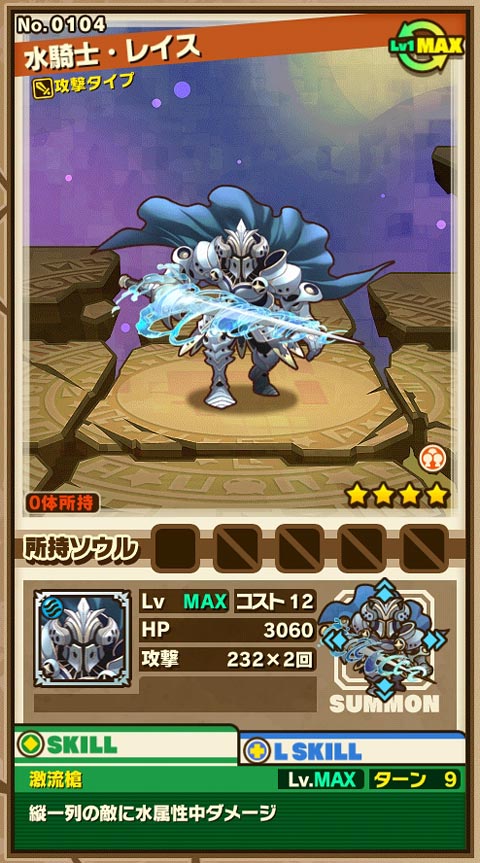 No.0104
水騎士・レイス
Lv1 MAX
攻撃タイプ
0体所持
所持ソウル
Lv MAX コスト 12
HP 3060
攻撃 232×2回
SUMMON
SKILL
L SKILL
激流槍 Lv.MAX ターン 9
縦一列の敵に水属性中ダメージ